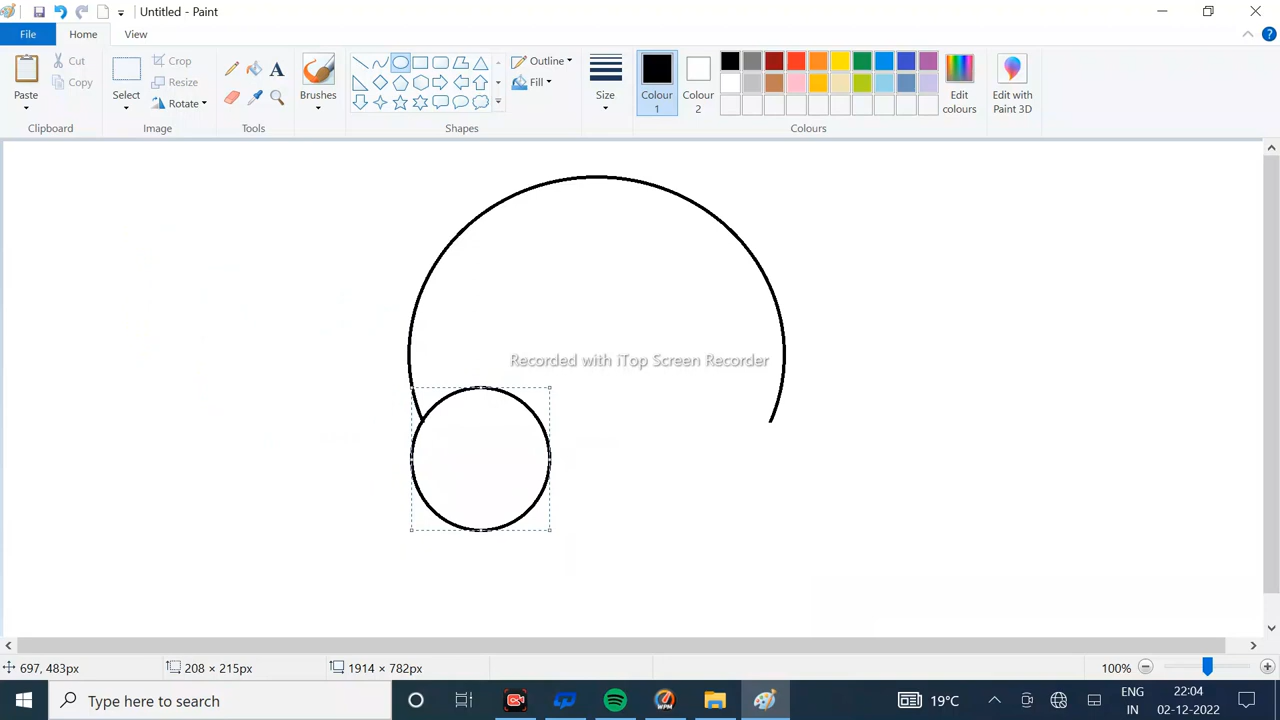 Untitled - Paint
File Home View
Paste
Cut
Copy
Clipboard
Select
Crop
Resize
Rotate
Image
Tools
Brushes
Outline
Fill
Shapes
Size
Colour 1
Colour 2
Edit colours
Edit with Paint 3D
Colours
Recorded with iTop Screen Recorder
697, 483px 208 × 215px 1914 × 782px 100%
Type here to search
WPM
19°C
ENG
IN
22:04
02-12-2022